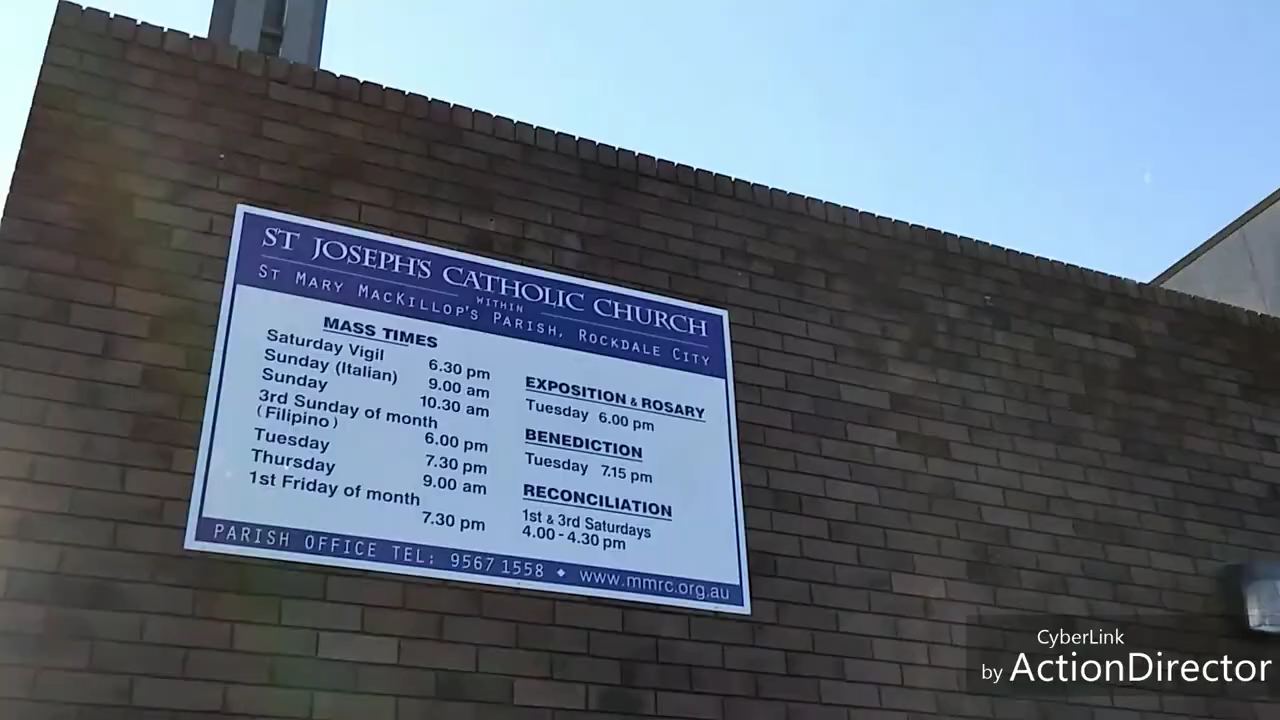 ST JOSEPH'S CATHOLIC CHURCH
WITHIN
ST MARY MACKILLOP'S PARISH, ROCKDALE CITY
MASS TIMES
Saturday Vigil 6.30 pm
Sunday (Italian) 9.00 am
Sunday 10.30 am
3rd Sunday of month
(Filipino) 6.00 pm
Tuesday 7.30 pm
Thursday 9.00 am
1st Friday of month
7.30 pm
EXPOSITION & ROSARY
Tuesday 6.00 pm
BENEDICTION
Tuesday 7.15 pm
RECONCILIATION
1st & 3rd Saturdays
4.00 - 4.30 pm
PARISH OFFICE TEL: 9567 1558 ◆ www.mmrc.org.au
CyberLink
by ActionDirector